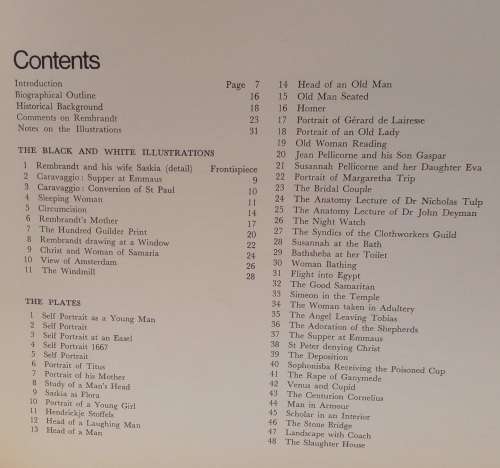 Contents
Introduction Page 7
Biographical Outline 16
Historical Background 18
Comments on Rembrandt 23
Notes on the Illustrations 31
THE BLACK AND WHITE ILLUSTRATIONS
1 Rembrandt and his wife Saskia (detail) Frontispiece
2 Caravaggio: Supper at Emmaus 9
3 Caravaggio: Conversion of St Paul 10
4 Sleeping Woman 11
5 Circumcision 14
6 Rembrandt's Mother 17
7 The Hundred Guilder Print 20
8 Rembrandt drawing at a Window 22
9 Christ and Woman of Samaria 24
10 View of Amsterdam 26
11 The Windmill 28
THE PLATES
1 Self Portrait as a Young Man
2 Self Portrait
3 Self Portrait at an Easel
4 Self Portrait 1667
5 Self Portrait
6 Portrait of Titus
7 Portrait of his Mother
8 Study of a Man's Head
9 Saskia as Flora
10 Portrait of a Young Girl
11 Hendrickje Stoffels
12 Head of a Laughing Man
13 Head of a Man
14 Head of an Old Man
15 Old Man Seated
16 Homer
17 Portrait of Gérard de Lairesse
18 Portrait of an Old Lady
19 Old Woman Reading
20 Jean Pellicorne and his Son Gaspar
21 Susannah Pellicorne and her Daughter Eva
22 Portrait of Margaretha Trip
23 The Bridal Couple
24 The Anatomy Lecture of Dr Nicholas Tulp
25 The Anatomy Lecture of Dr John Deyman
26 The Night Watch
27 The Syndics of the Clothworkers Guild
28 Susannah at the Bath
29 Bathsheba at her Toilet
30 Woman Bathing
31 Flight into Egypt
32 The Good Samaritan
33 Simeon in the Temple
34 The Woman taken in Adultery
35 The Angel Leaving Tobias
36 The Adoration of the Shepherds
37 The Supper at Emmaus
38 St Peter denying Christ
39 The Deposition
40 Sophonisba Receiving the Poisoned Cup
41 The Rape of Ganymede
42 Venus and Cupid
43 The Centurion Cornelius
44 Man in Armour
45 Scholar in an Interior
46 The Stone Bridge
47 Landscape with Coach
48 The Slaughter House